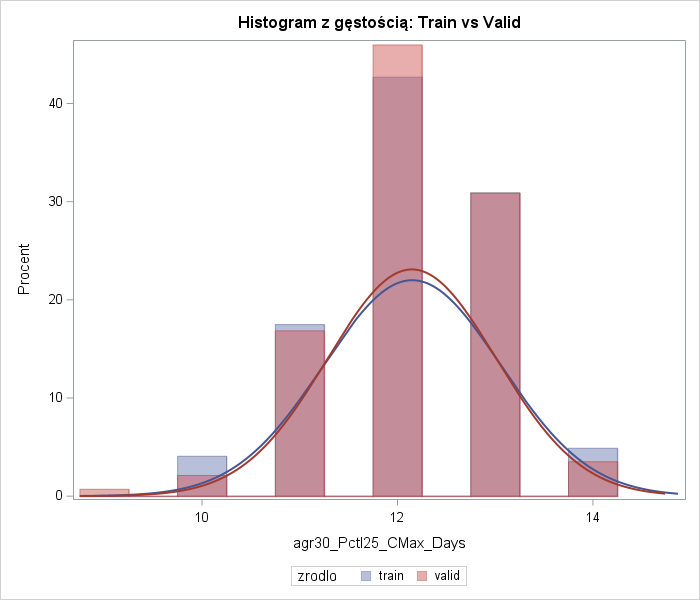 Histogram z gęstością: Train vs Valid
Procent
40
30
20
10
0
10 12 14
agr30_Pctl25_CMax_Days
zrodlo train valid